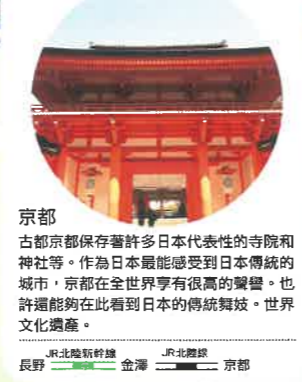 京都
古都京都保存著許多日本代表性的寺院和
神社等。作為日本最能感受到日本傳統的
城市，京都在全世界享有很高的聲譽。也
許還能夠在此看到日本的傳統舞妓。世界
文化遺產。
JR北陸新幹線 JR北陸線
長野 金澤 京都